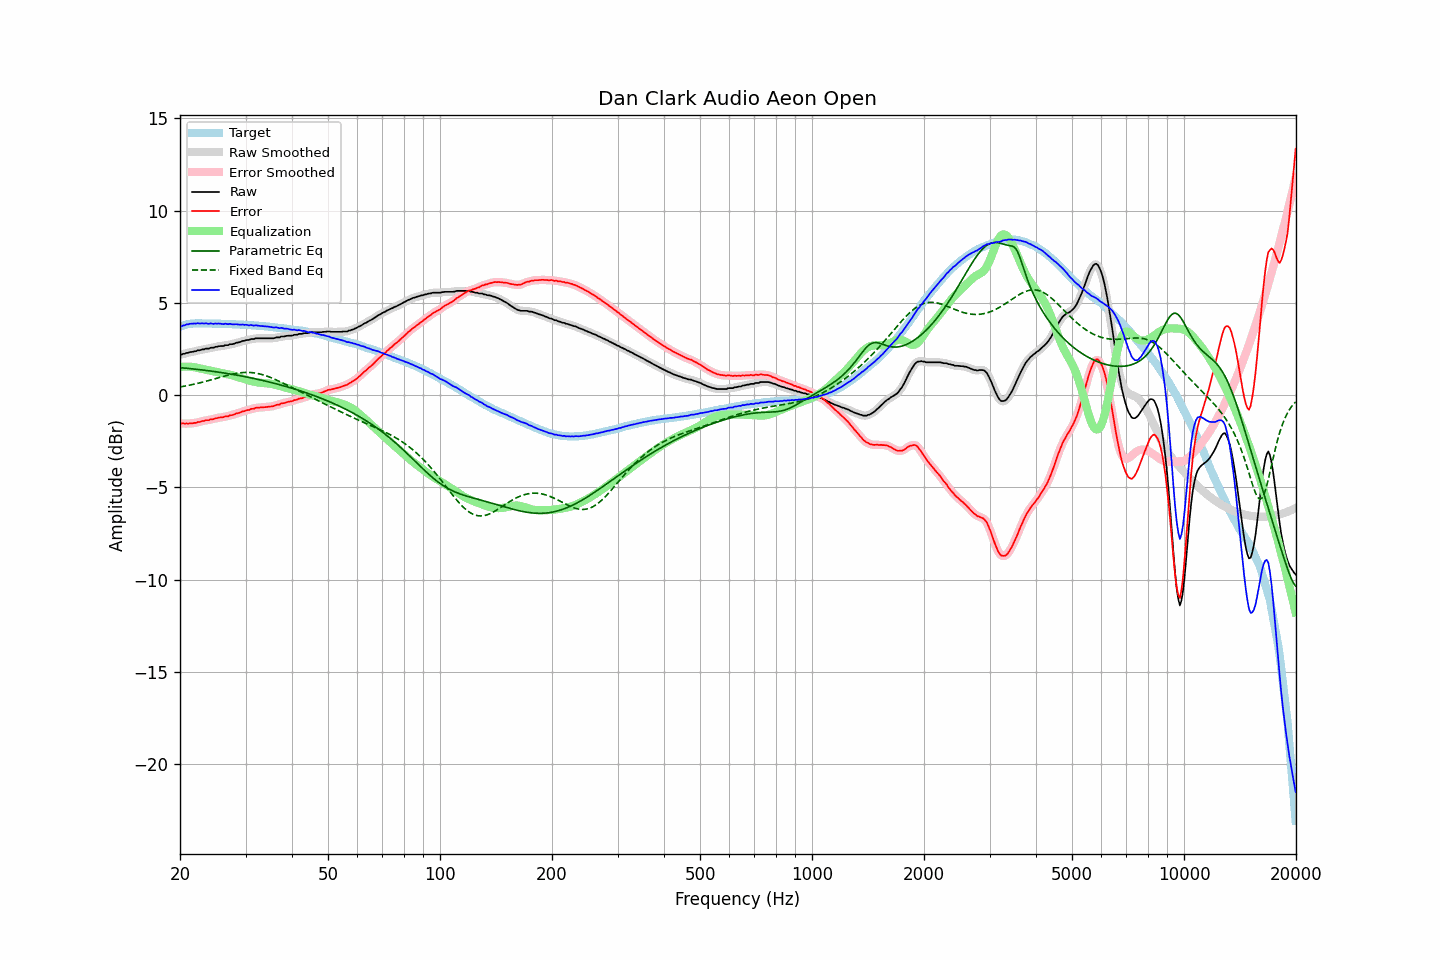 Dan Clark Audio Aeon Open
15
10
5
0
−5
−10
−15
−20
Amplitude (dBr)
Target
Raw Smoothed
Error Smoothed
Raw
Error
Equalization
Parametric Eq
Fixed Band Eq
Equalized
20 50 100 200 500 1000 2000 5000 10000 20000
Frequency (Hz)